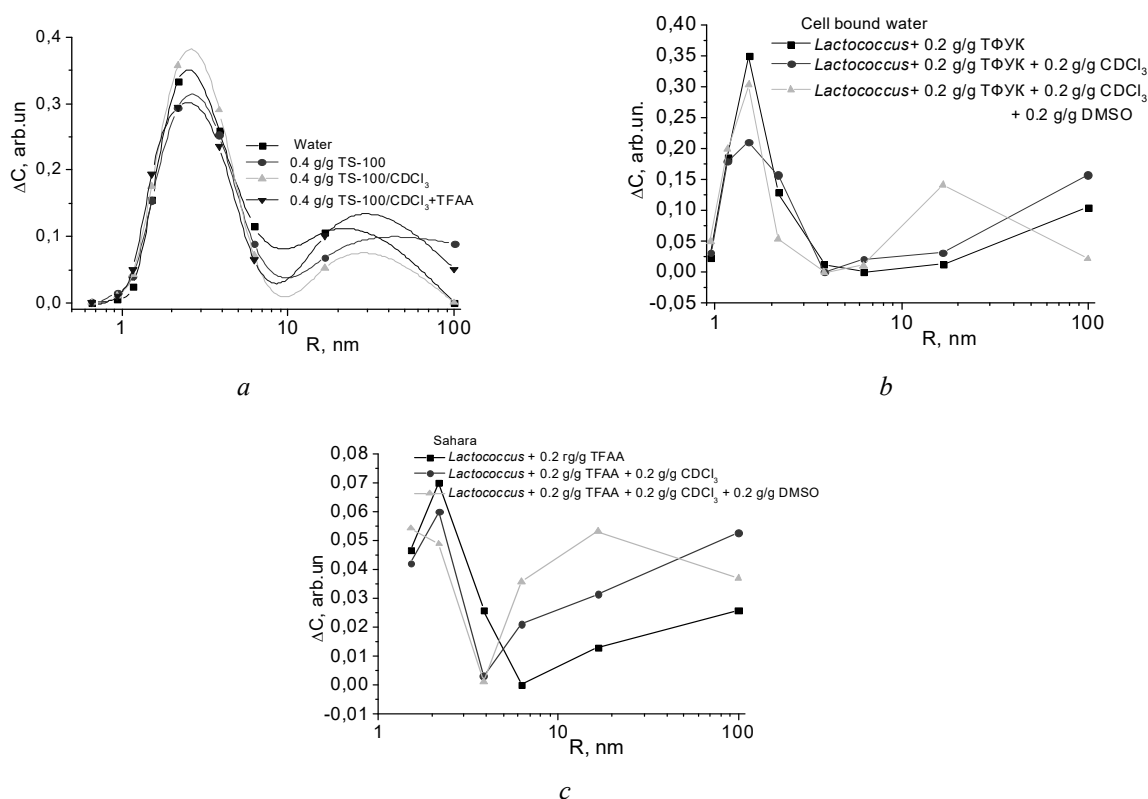 ΔC, arb.un
0,4
0,3
0,2
0,1
0,0
Water
0.4 g/g TS-100
0.4 g/g TS-100/CDCl₃
0.4 g/g TS-100/CDCl₃+TFAA
1
10
100
R, nm
a
ΔC, arb.un.
0,40
0,35
0,30
0,25
0,20
0,15
0,10
0,05
0,00
-0,05
Cell bound water
Lactococcus+ 0.2 g/g ТФУК
Lactococcus+ 0.2 g/g ТФУК + 0.2 g/g CDCl₃
Lactococcus+ 0.2 g/g ТФУК + 0.2 g/g CDCl₃
+ 0.2 g/g DMSO
1
10
100
R, nm
b
ΔC, arb.un
0,08
0,07
0,06
0,05
0,04
0,03
0,02
0,01
0,00
-0,01
Sahara
Lactococcus + 0.2 rg/g TFAA
Lactococcus + 0.2 g/g TFAA + 0.2 g/g CDCl₃
Lactococcus + 0.2 g/g TFAA + 0.2 g/g CDCl₃ + 0.2 g/g DMSO
1
10
100
R, nm
c